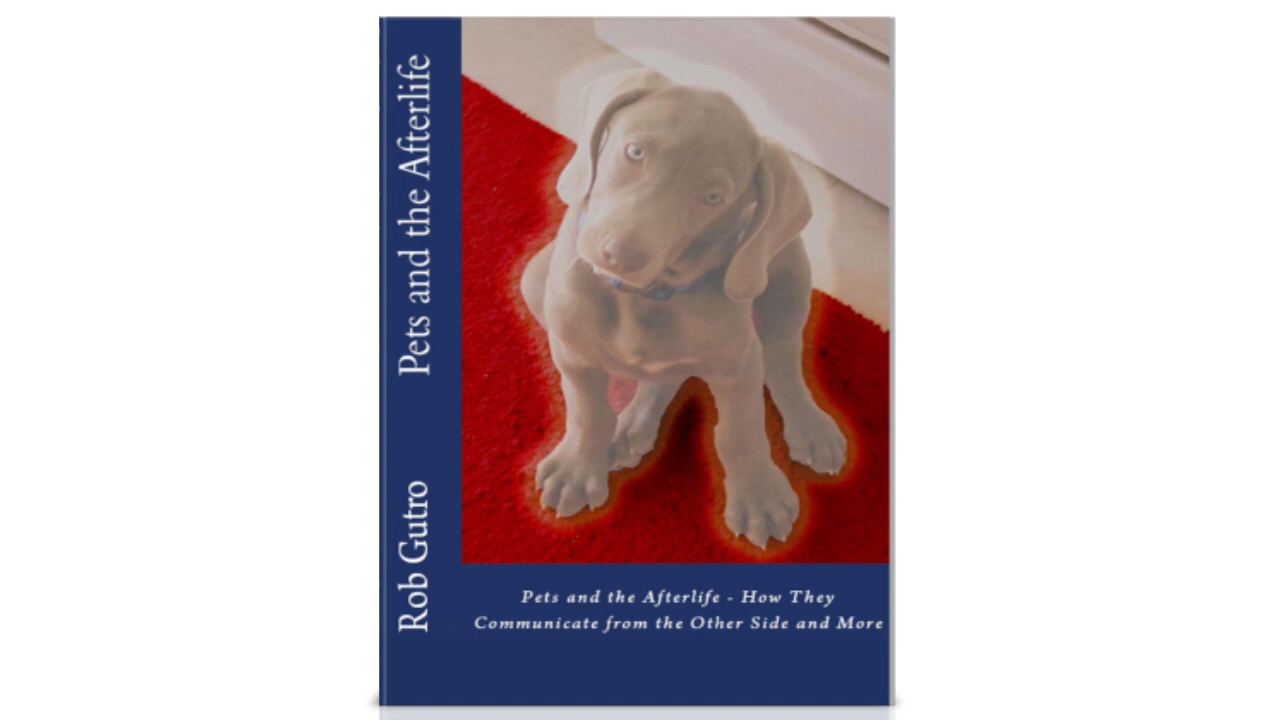 Pets and the Afterlife
Rob Gutro
Pets and the Afterlife - How They
Communicate from the Other Side and More